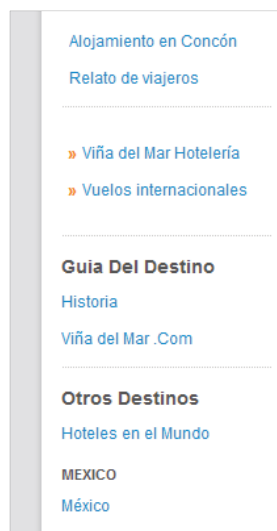 Alojamiento en Concón
Relato de viajeros
» Viña del Mar Hotelería
» Vuelos internacionales
Guia Del Destino
Historia
Viña del Mar .Com
Otros Destinos
Hoteles en el Mundo
MEXICO
México